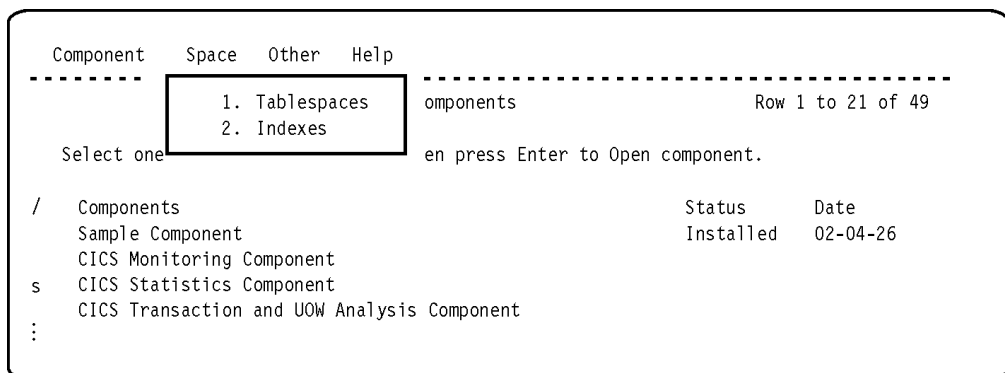 Component Space Other Help
1. Tablespaces omponents Row 1 to 21 of 49
2. Indexes
Select one en press Enter to Open component.
/ Components Status Date
Sample Component Installed 02-04-26
CICS Monitoring Component
s CICS Statistics Component
CICS Transaction and UOW Analysis Component
⋮